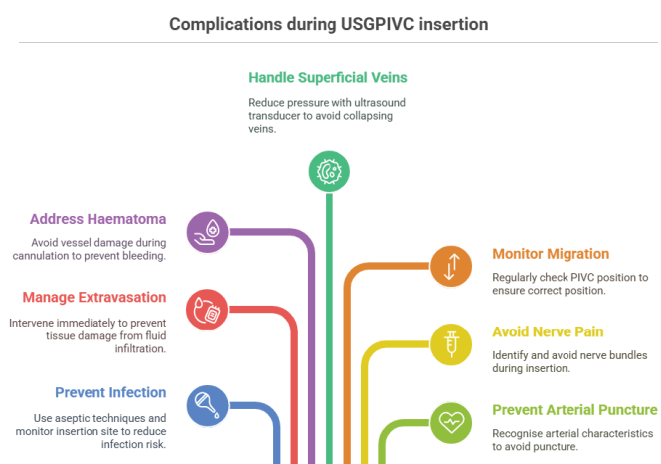 Complications during USGPIVC insertion
Handle Superficial Veins
Reduce pressure with ultrasound
transducer to avoid collapsing
veins.
Address Haematoma
Avoid vessel damage during
cannulation to prevent bleeding.
Monitor Migration
Regularly check PIVC position to
ensure correct position.
Manage Extravasation
Intervene immediately to prevent
tissue damage from fluid
infiltration.
Avoid Nerve Pain
Identify and avoid nerve bundles
during insertion.
Prevent Infection
Use aseptic techniques and
monitor insertion site to reduce
infection risk.
Prevent Arterial Puncture
Recognise arterial characteristics
to avoid puncture.